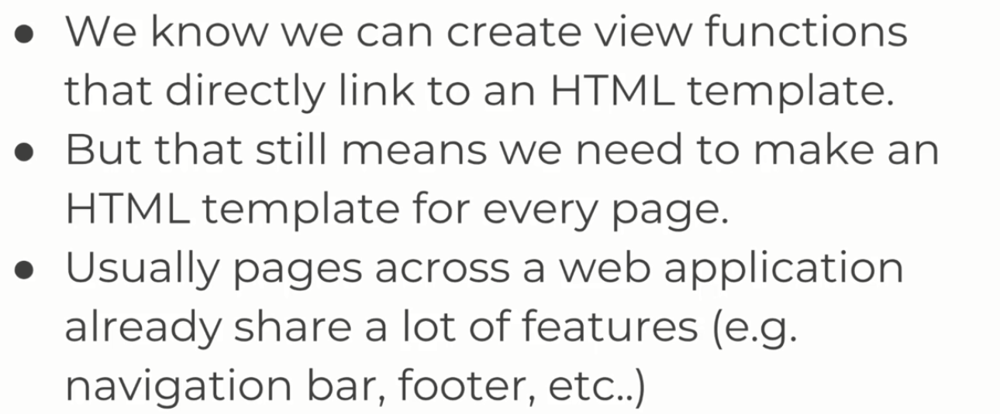 ● We know we can create view functions
that directly link to an HTML template.
● But that still means we need to make an
HTML template for every page.
● Usually pages across a web application
already share a lot of features (e.g.
navigation bar, footer, etc..)